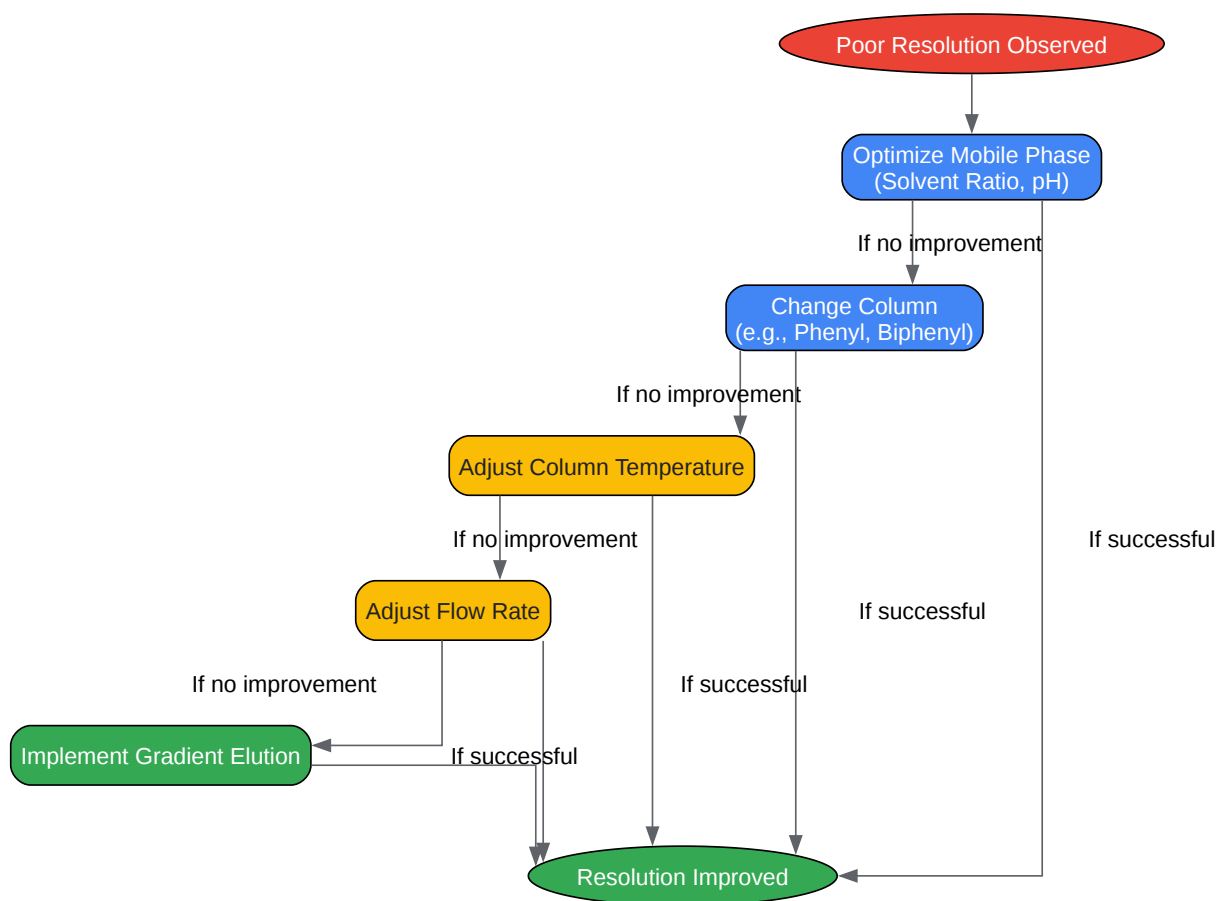 Poor Resolution Observed
Optimize Mobile Phase
(Solvent Ratio, pH)
If no improvement
Change Column
(e.g., Phenyl, Biphenyl)
If no improvement
Adjust Column Temperature
If no improvement
If successful
Adjust Flow Rate
If successful
If no improvement
If successful
Implement Gradient Elution
If successful
Resolution Improved